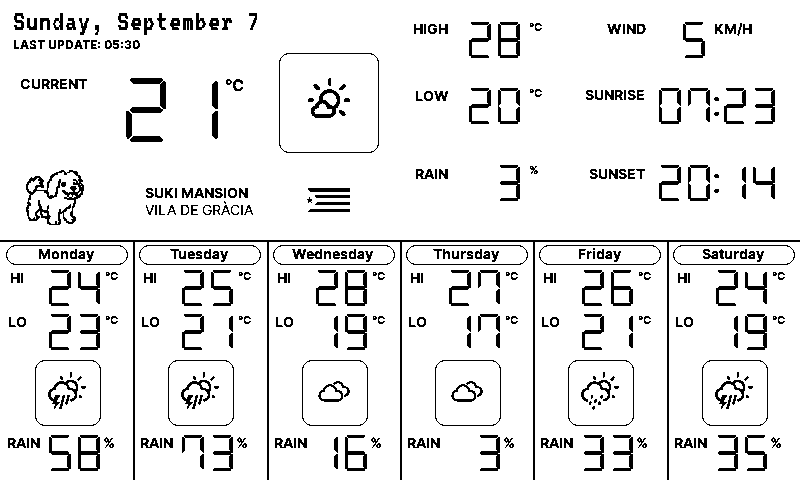 Sunday, September 7
LAST UPDATE: 05:30
CURRENT 21 °C
HIGH 28 °C
WIND 5 KM/H
LOW 20 °C
SUNRISE 07:23
RAIN 3 %
SUNSET 20:14
SUKI MANSION
VILA DE GRÀCIA
Monday
HI 24 °C
LO 23 °C
RAIN 58 %
Tuesday
HI 25 °C
LO 21 °C
RAIN 73 %
Wednesday
HI 28 °C
LO 19 °C
RAIN 16 %
Thursday
HI 27 °C
LO 17 °C
RAIN 3 %
Friday
HI 26 °C
LO 21 °C
RAIN 33 %
Saturday
HI 24 °C
LO 19 °C
RAIN 35 %